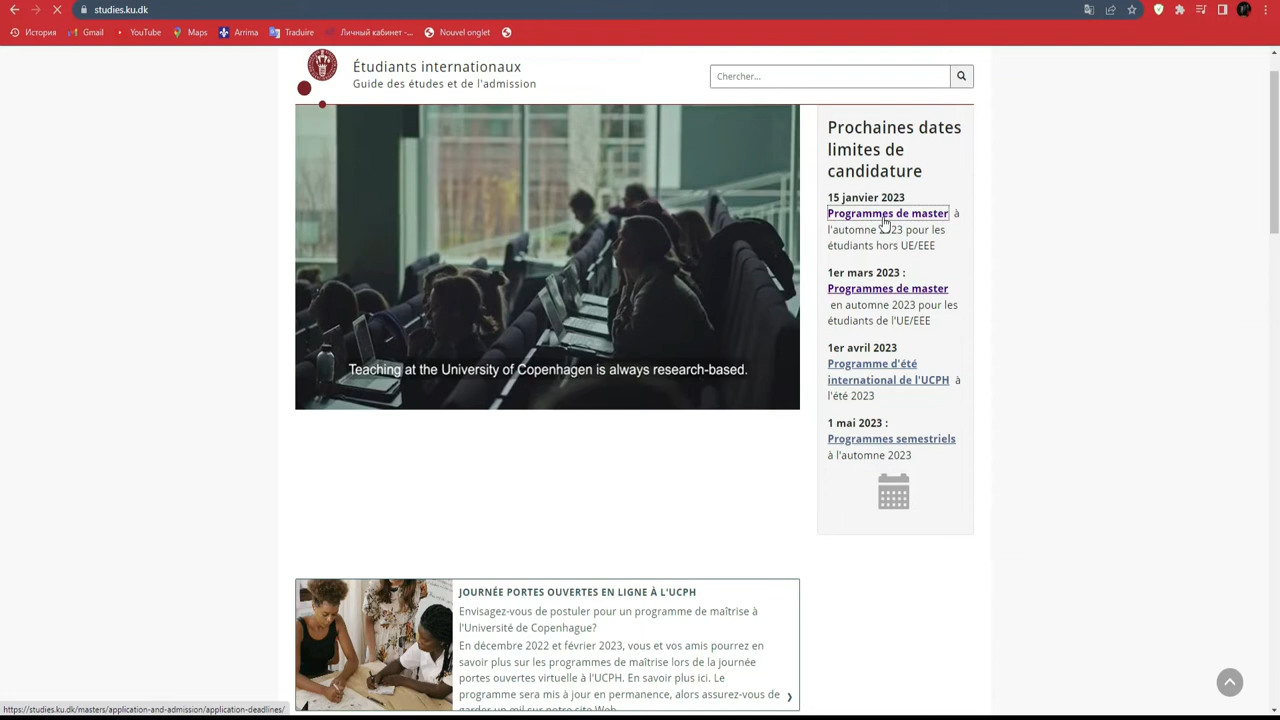 studies.ku.dk
История
Gmail
YouTube
Maps
Arrima
Traduire
Личный кабинет -...
Nouvel onglet
Étudiants internationaux
Guide des études et de l'admission
Chercher...
Teaching at the University of Copenhagen is always research-based.
Prochaines dates
limites de
candidature
15 janvier 2023
Programmes de master à
l'automne 2023 pour les
étudiants hors UE/EEE
1er mars 2023 :
Programmes de master
en automne 2023 pour les
étudiants de l'UE/EEE
1er avril 2023
Programme d'été
international de l'UCPH à
l'été 2023
1 mai 2023 :
Programmes semestriels
à l'automne 2023
JOURNÉE PORTES OUVERTES EN LIGNE À L'UCPH
Envisagez-vous de postuler pour un programme de maîtrise à
l'Université de Copenhague?
En décembre 2022 et février 2023, vous et vos amis pourrez en
savoir plus sur les programmes de maîtrise lors de la journée
portes ouvertes virtuelle à l'UCPH. En savoir plus ici. Le
programme sera mis à jour en permanence, alors assurez-vous de
garder un œil sur notre site Web.
https://studies.ku.dk/masters/application-and-admission/application-deadlines/